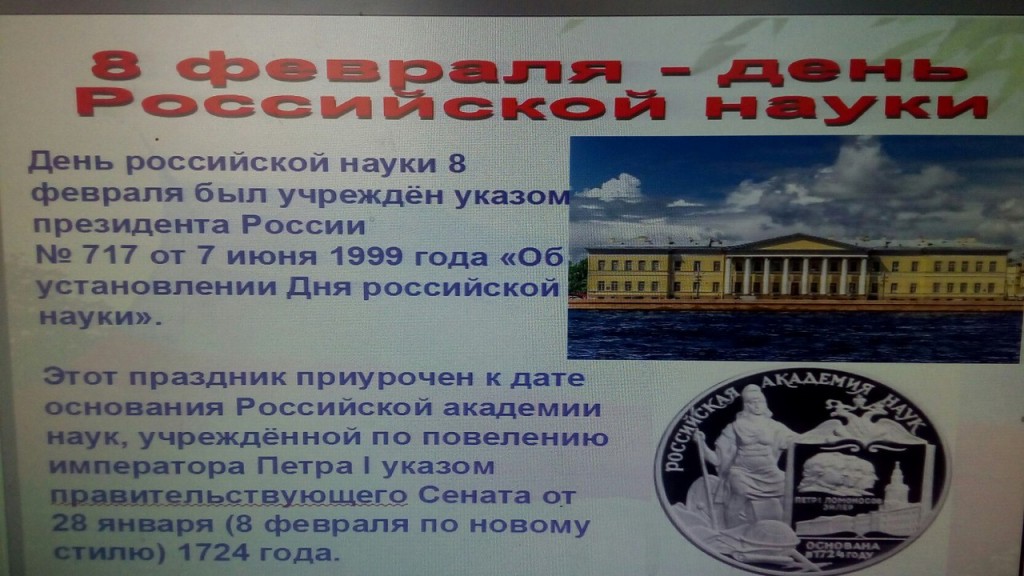 8 февраля - день
Российской науки
День российской науки 8
февраля был учреждён указом
президента России
№ 717 от 7 июня 1999 года «Об
установлении Дня российской
науки».
Этот праздник приурочен к дате
основания Российской академии
наук, учреждённой по повелению
императора Петра I указом
правительствующего Сената от
28 января (8 февраля по новому
стилю) 1724 года.
РОССИЙСКАЯ АКАДЕМИЯ НАУК
ПЕТР I ЛОМОНОСОВ
ЭЙЛЕР
ОСНОВАНА
В 1724 ГОДУ